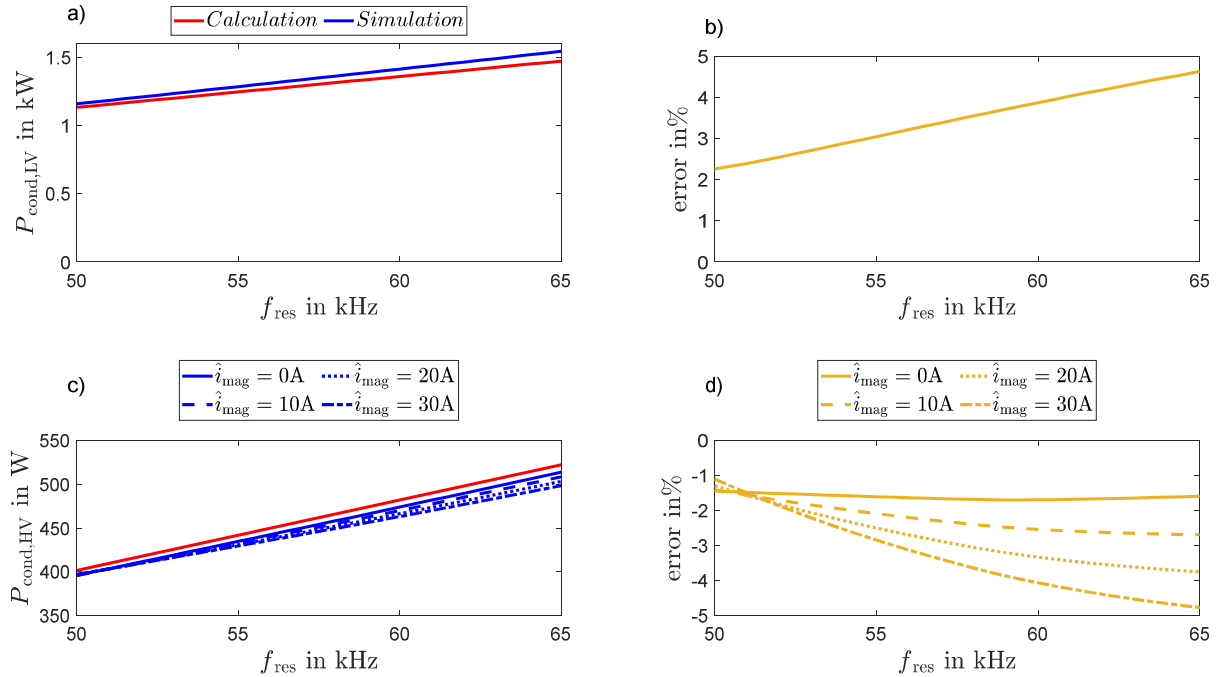 a)
Calculation Simulation
P_cond,LV in kW
1.5
1
0.5
0
50 55 60 65
f_res in kHz
b)
error in%
5
4
3
2
1
0
50 55 60 65
f_res in kHz
c)
î_mag = 0A î_mag = 20A
î_mag = 10A î_mag = 30A
P_cond,HV in W
550
500
450
400
350
50 55 60 65
f_res in kHz
d)
î_mag = 0A î_mag = 20A
î_mag = 10A î_mag = 30A
error in%
0
-1
-2
-3
-4
-5
50 55 60 65
f_res in kHz